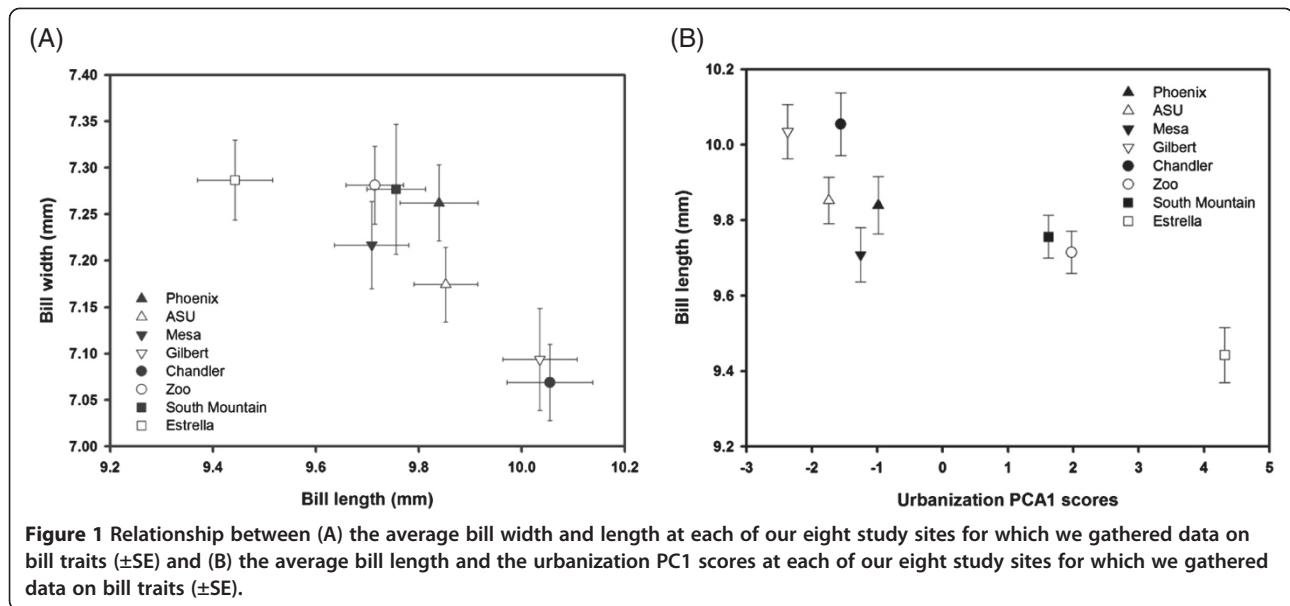 (A)
7.40
7.35
7.30
7.25
7.20
7.15
7.10
7.05
7.00
Bill width (mm)
Phoenix
ASU
Mesa
Gilbert
Chandler
Zoo
South Mountain
Estrella
9.2 9.4 9.6 9.8 10.0 10.2
Bill length (mm)
(B)
10.2
10.0
9.8
9.6
9.4
9.2
Bill length (mm)
Phoenix
ASU
Mesa
Gilbert
Chandler
Zoo
South Mountain
Estrella
-3 -2 -1 0 1 2 3 4 5
Urbanization PCA1 scores
Figure 1 Relationship between (A) the average bill width and length at each of our eight study sites for which we gathered data on
bill traits (±SE) and (B) the average bill length and the urbanization PC1 scores at each of our eight study sites for which we gathered
data on bill traits (±SE).